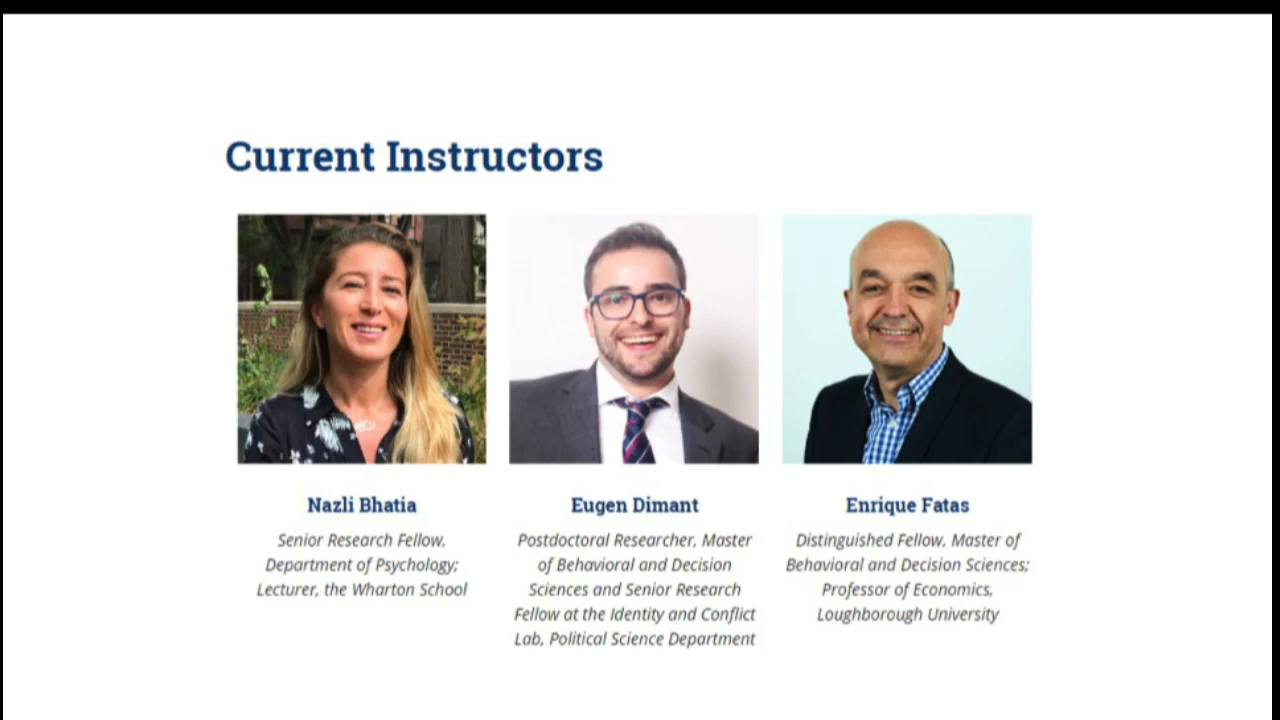 Current Instructors
Nazli Bhatia
Senior Research Fellow,
Department of Psychology;
Lecturer, the Wharton School
Eugen Dimant
Postdoctoral Researcher, Master
of Behavioral and Decision
Sciences and Senior Research
Fellow at the Identity and Conflict
Lab, Political Science Department
Enrique Fatas
Distinguished Fellow, Master of
Behavioral and Decision Sciences;
Professor of Economics,
Loughborough University